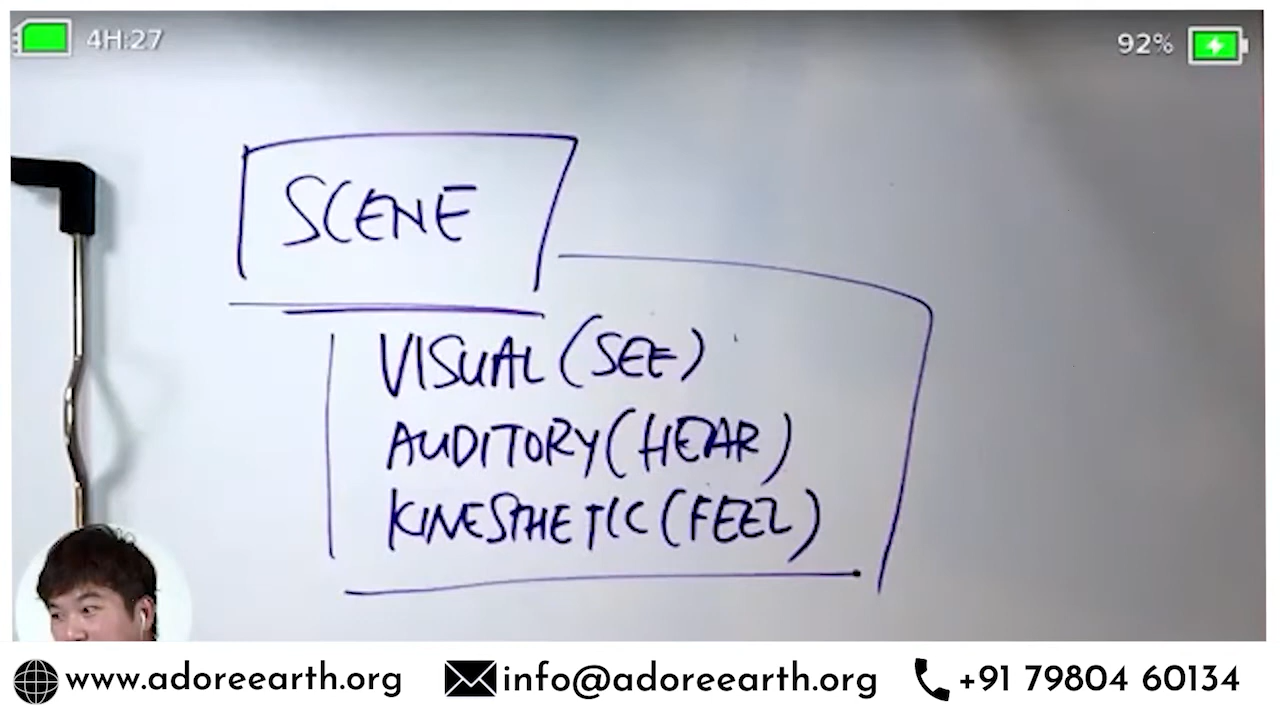 4H:27
92%
SCENE
VISUAL (SEE)
AUDITORY (HEAR)
KINESTHETIC (FEEL)
www.adoreearth.org
info@adoreearth.org
+91 79804 60134